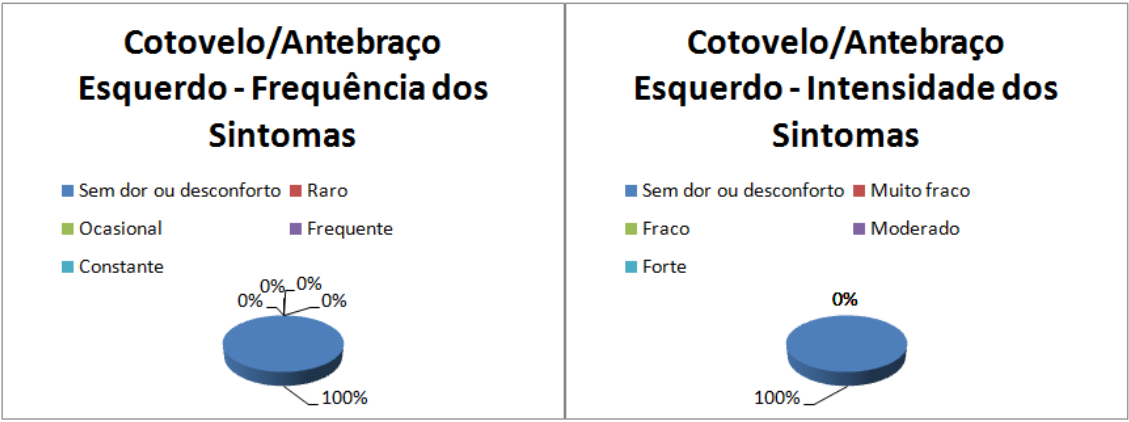 Cotovelo/Antebraço
Esquerdo - Frequência dos
Sintomas
Sem dor ou desconforto Raro
Ocasional Frequente
Constante
0% 0%
0% 0%
100%
Cotovelo/Antebraço
Esquerdo - Intensidade dos
Sintomas
Sem dor ou desconforto Muito fraco
Fraco Moderado
Forte
0%
100%